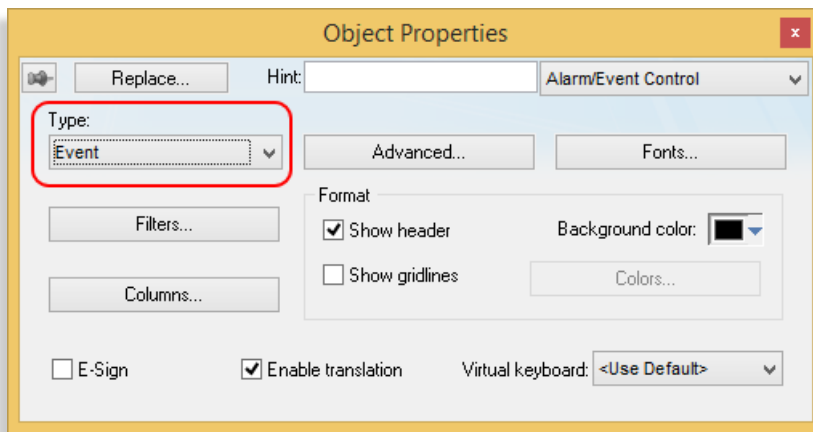 Object Properties
x
Replace... Hint: Alarm/Event Control
Type:
Event Advanced... Fonts...
Format
Filters... Show header Background color:
Show gridlines Colors...
Columns...
E-Sign Enable translation Virtual keyboard: <Use Default>